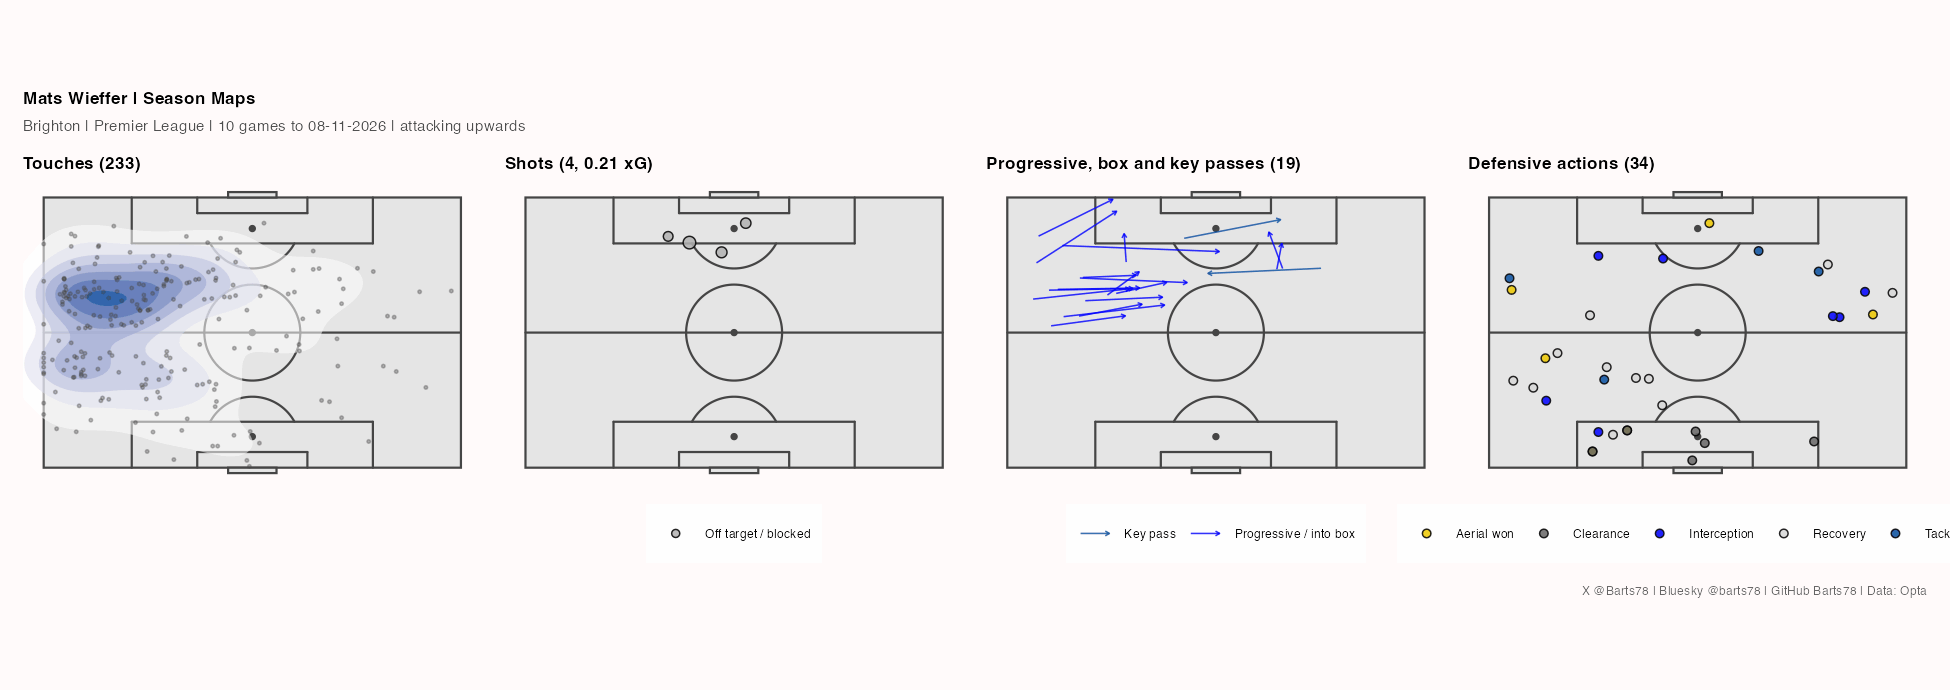 Mats Wieffer | Season Maps
Brighton | Premier League | 10 games to 08-11-2026 | attacking upwards
Touches (233)
Shots (4, 0.21 xG)
Progressive, box and key passes (19)
Defensive actions (34)
Off target / blocked
Key pass
Progressive / into box
Aerial won
Clearance
Interception
Recovery
Tack
X @Barts78 | Bluesky @barts78 | GitHub Barts78 | Data: Opta